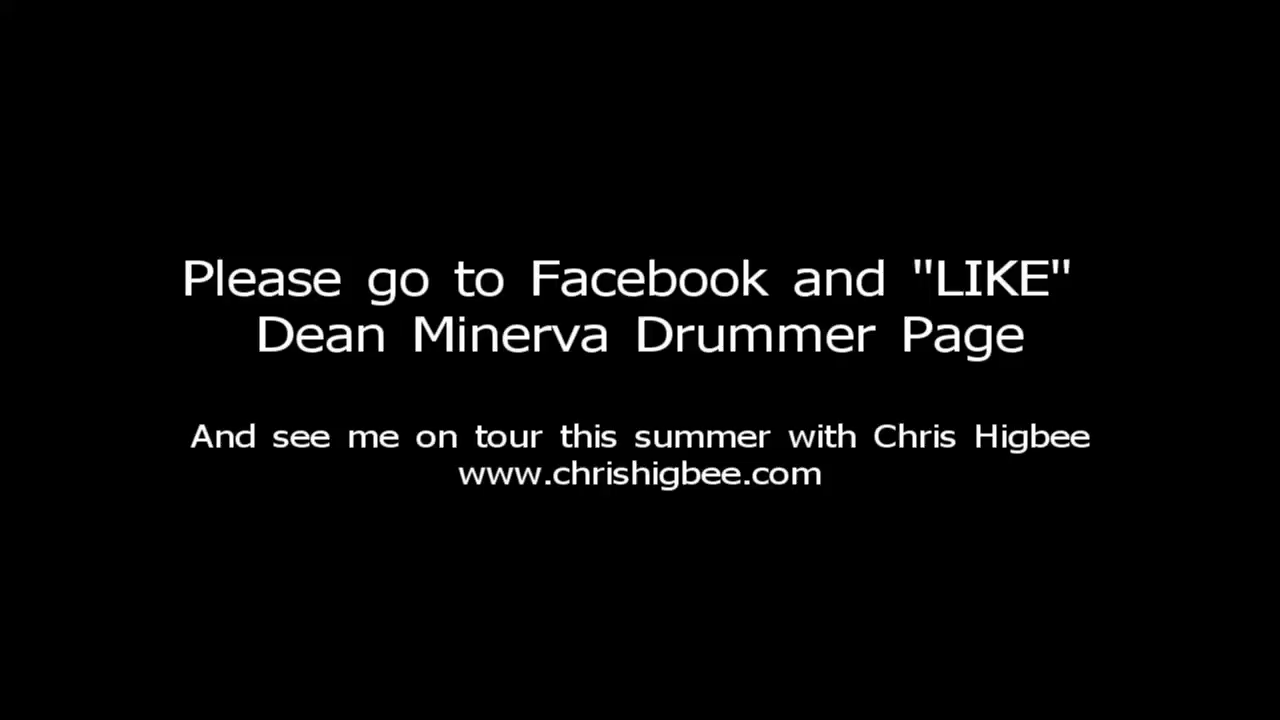 Please go to Facebook and "LIKE"
Dean Minerva Drummer Page
And see me on tour this summer with Chris Higbee
www.chrishigbee.com